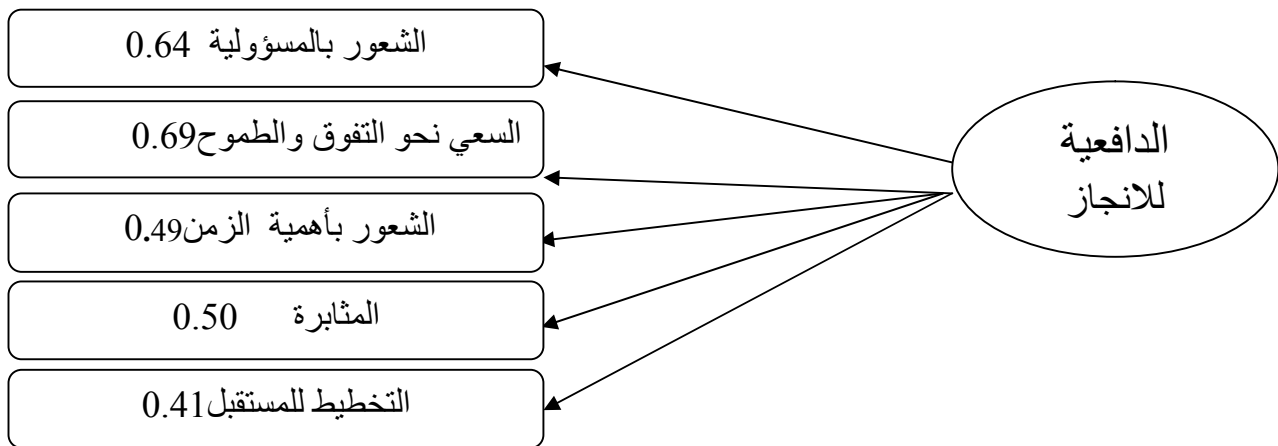 الشعور بالمسؤولية 0.64
السعي نحو التفوق والطموح0.69
الشعور بأهمية الزمن0.49
المثابرة 0.50
التخطيط للمستقبل0.41
الدافعية
للانجاز